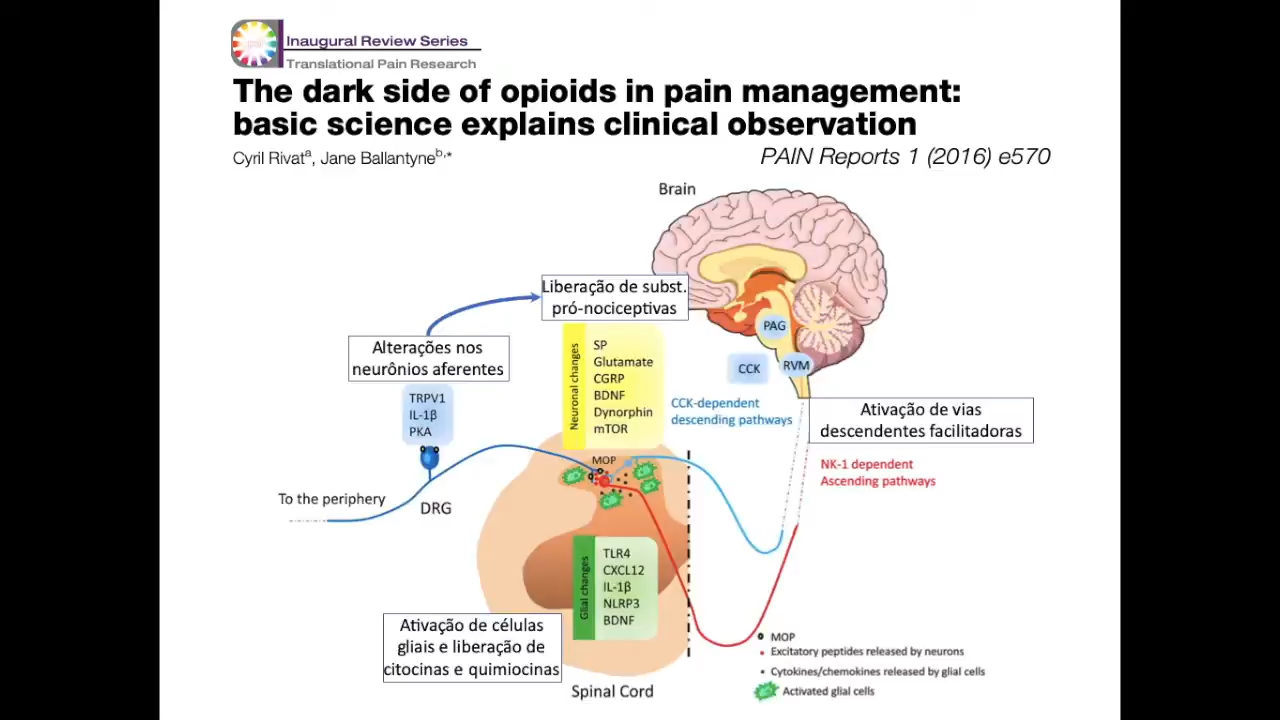 Inaugural Review Series
Translational Pain Research
The dark side of opioids in pain management:
basic science explains clinical observation
Cyril Rivatᵃ, Jane Ballantyneᵇ,*
PAIN Reports 1 (2016) e570
Brain
Liberação de subst.
pró-nociceptivas
PAG
Alterações nos
neurônios aferentes
Neuronal changes
SP
Glutamate
CGRP
BDNF
Dynorphin
mTOR
CCK
RVM
TRPV1
IL-1β
PKA
CCK-dependent
descending pathways
Ativação de vias
descendentes facilitadoras
MOP
NK-1 dependent
Ascending pathways
To the periphery
DRG
Glial changes
TLR4
CXCL12
IL-1β
NLRP3
BDNF
Ativação de células
gliais e liberação de
citocinas e quimiocinas
Spinal Cord
MOP
Excitatory peptides released by neurons
Cytokines/chemokines released by glial cells
Activated glial cells